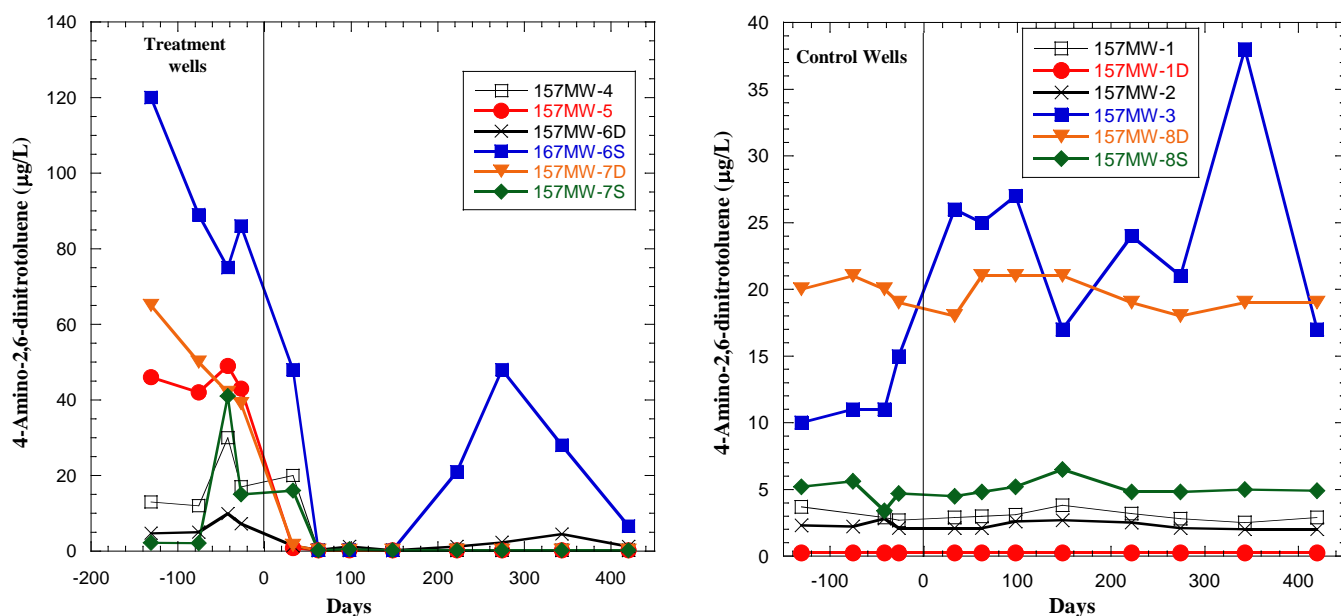 4-Amino-2,6-dinitrotoluene (µg/L)
140
120
100
80
60
40
20
0
-200
-100
0
100
200
300
400
Days
Treatment
wells
157MW-4
157MW-5
157MW-6D
167MW-6S
157MW-7D
157MW-7S
4-Amino-2,6-dinitrotoluene (µg/L)
40
35
30
25
20
15
10
5
0
-100
0
100
200
300
400
Days
Control Wells
157MW-1
157MW-1D
157MW-2
157MW-3
157MW-8D
157MW-8S